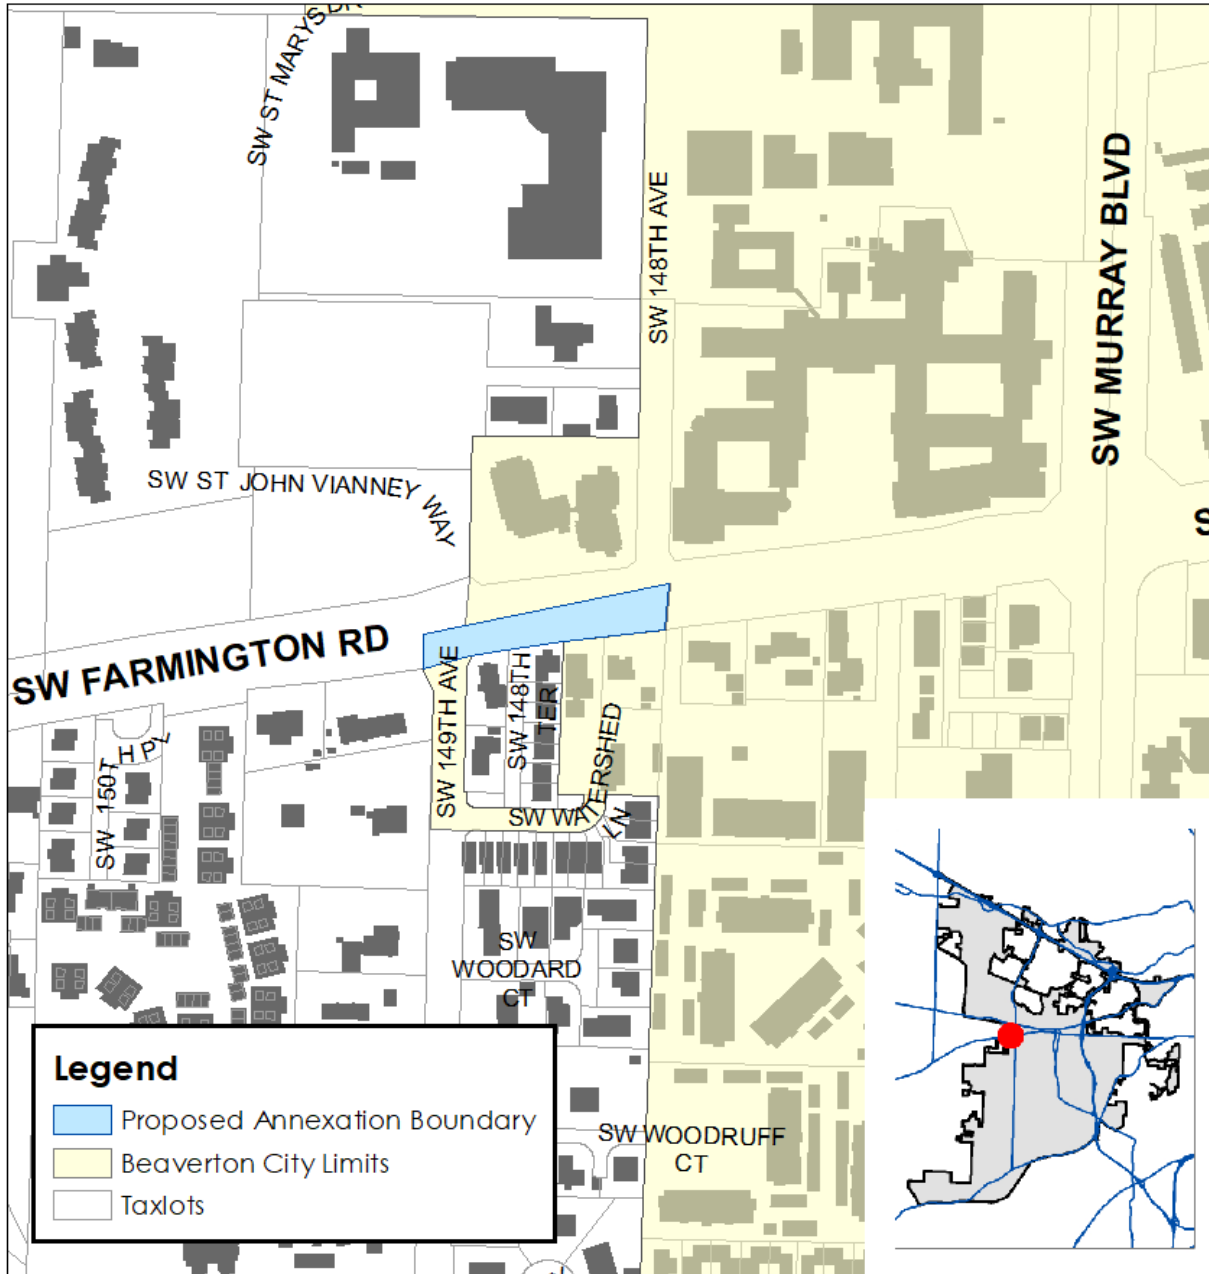 SW ST MARYS DR
SW 148TH AVE
SW MURRAY BLVD
SW ST JOHN VIANNEY WAY
S
SW FARMINGTON RD
SW 149TH AVE
SW 148TH
TER
SW 150TH PL
SW WATERSHED
LN
SW
WOODARD
CT
SW WOODRUFF
CT
Legend
Proposed Annexation Boundary
Beaverton City Limits
Taxlots